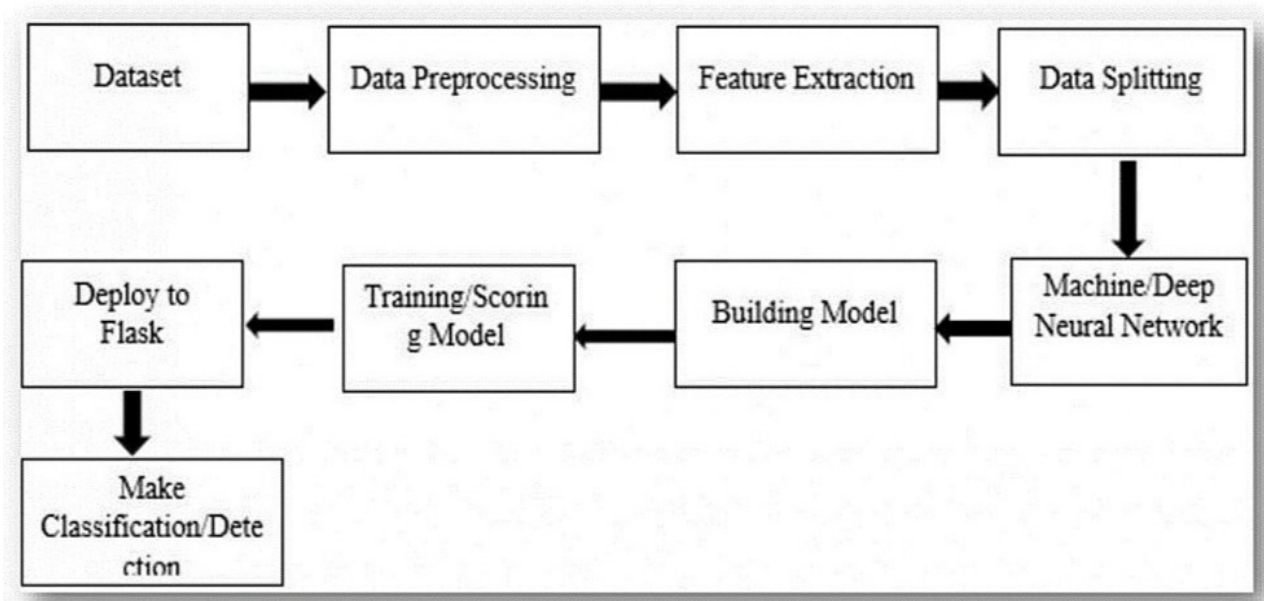 Dataset
Data Preprocessing
Feature Extraction
Data Splitting
Machine/Deep
Neural Network
Building Model
Training/Scorin
g Model
Deploy to
Flask
Make
Classification/Dete
ction